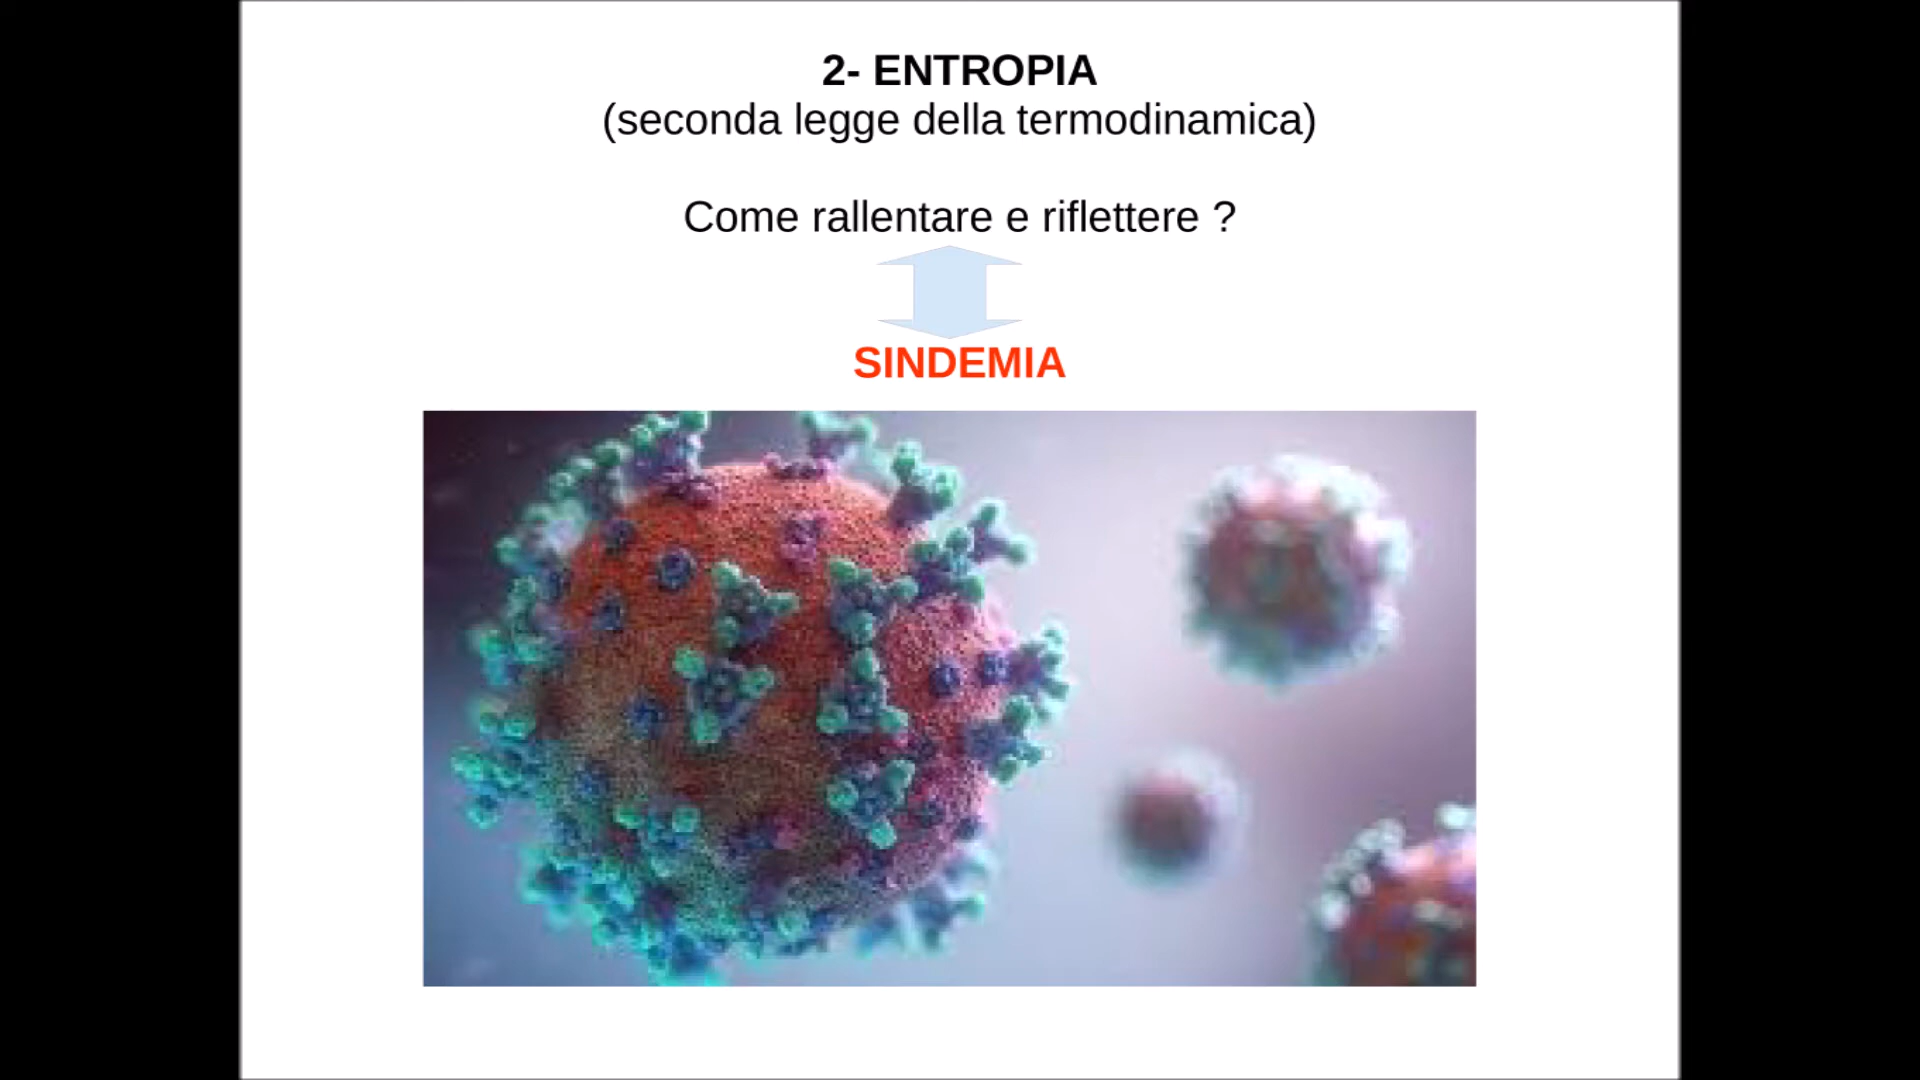 2- ENTROPIA
(seconda legge della termodinamica)
Come rallentare e riflettere ?
SINDEMIA